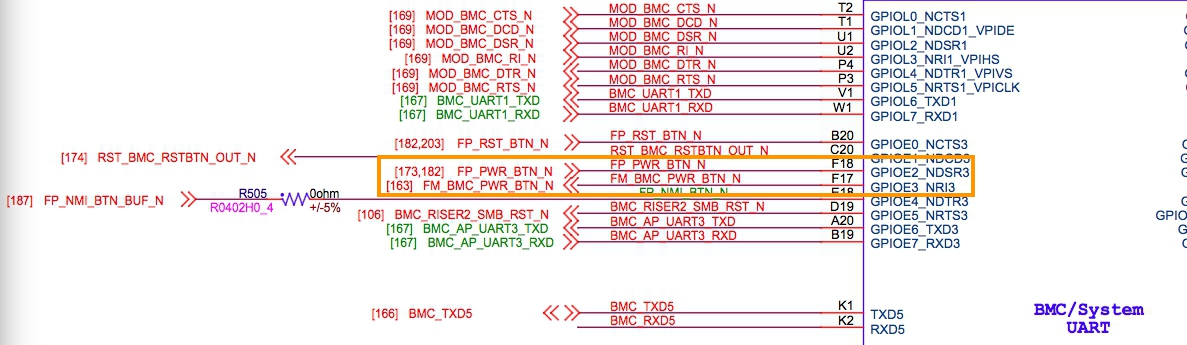 [169] MOD_BMC_CTS_N MOD_BMC_CTS_N T2 GPIOL0_NCTS1
[169] MOD_BMC_DCD_N MOD_BMC_DCD_N T1 GPIOL1_NDCD1_VPIDE
[169] MOD_BMC_DSR_N MOD_BMC_DSR_N U1 GPIOL2_NDSR1
[169] MOD_BMC_RI_N MOD_BMC_RI_N U2 GPIOL3_NRI1_VPIHS
[169] MOD_BMC_DTR_N MOD_BMC_DTR_N P4 GPIOL4_NDTR1_VPIVS
[169] MOD_BMC_RTS_N MOD_BMC_RTS_N P3 GPIOL5_NRTS1_VPICLK
[167] BMC_UART1_TXD BMC_UART1_TXD V1 GPIOL6_TXD1
[167] BMC_UART1_RXD BMC_UART1_RXD W1 GPIOL7_RXD1
[182,203] FP_RST_BTN_N FP_RST_BTN_N B20 GPIOE0_NCTS3
[174] RST_BMC_RSTBTN_OUT_N RST_BMC_RSTBTN_OUT_N C20 GPIOE1_NDCD3
[173,182] FP_PWR_BTN_N FP_PWR_BTN_N F18 GPIOE2_NDSR3
[163] FM_BMC_PWR_BTN_N FM_BMC_PWR_BTN_N F17 GPIOE3_NRI3
[187] FP_NMI_BTN_BUF_N R505 0ohm FP_NMI_BTN_N E18 GPIOE4_NDTR3
R0402H0_4 +/-5%
[106] BMC_RISER2_SMB_RST_N BMC_RISER2_SMB_RST_N D19 GPIOE5_NRTS3
[167] BMC_AP_UART3_TXD BMC_AP_UART3_TXD A20 GPIOE6_TXD3
[167] BMC_AP_UART3_RXD BMC_AP_UART3_RXD B19 GPIOE7_RXD3
[166] BMC_TXD5 BMC_TXD5 K1 TXD5
BMC_RXD5 K2 RXD5
BMC/System
UART